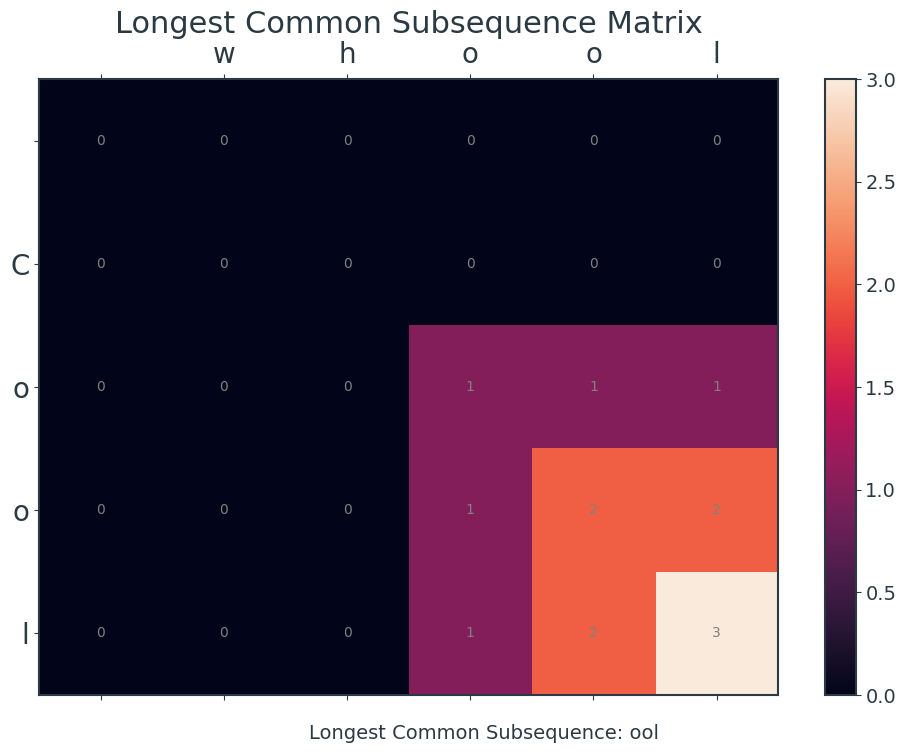 Longest Common Subsequence Matrix
w h o o l
0 0 0 0 0 0
C 0 0 0 0 0 0
o 0 0 0 1 1 1
o 0 0 0 1 2 2
l 0 0 0 1 2 3
3.0
2.5
2.0
1.5
1.0
0.5
0.0
Longest Common Subsequence: ool